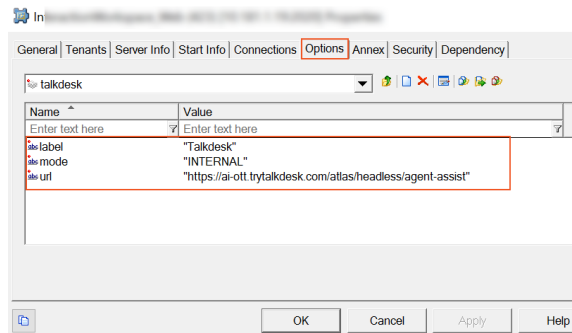 General Tenants Server Info Start Info Connections Options Annex Security Dependency
talkdesk
Name Value
Enter text here Enter text here
label "Talkdesk"
mode "INTERNAL"
url "https://ai-ott.trytalkdesk.com/atlas/headless/agent-assist"
OK Cancel Apply Help